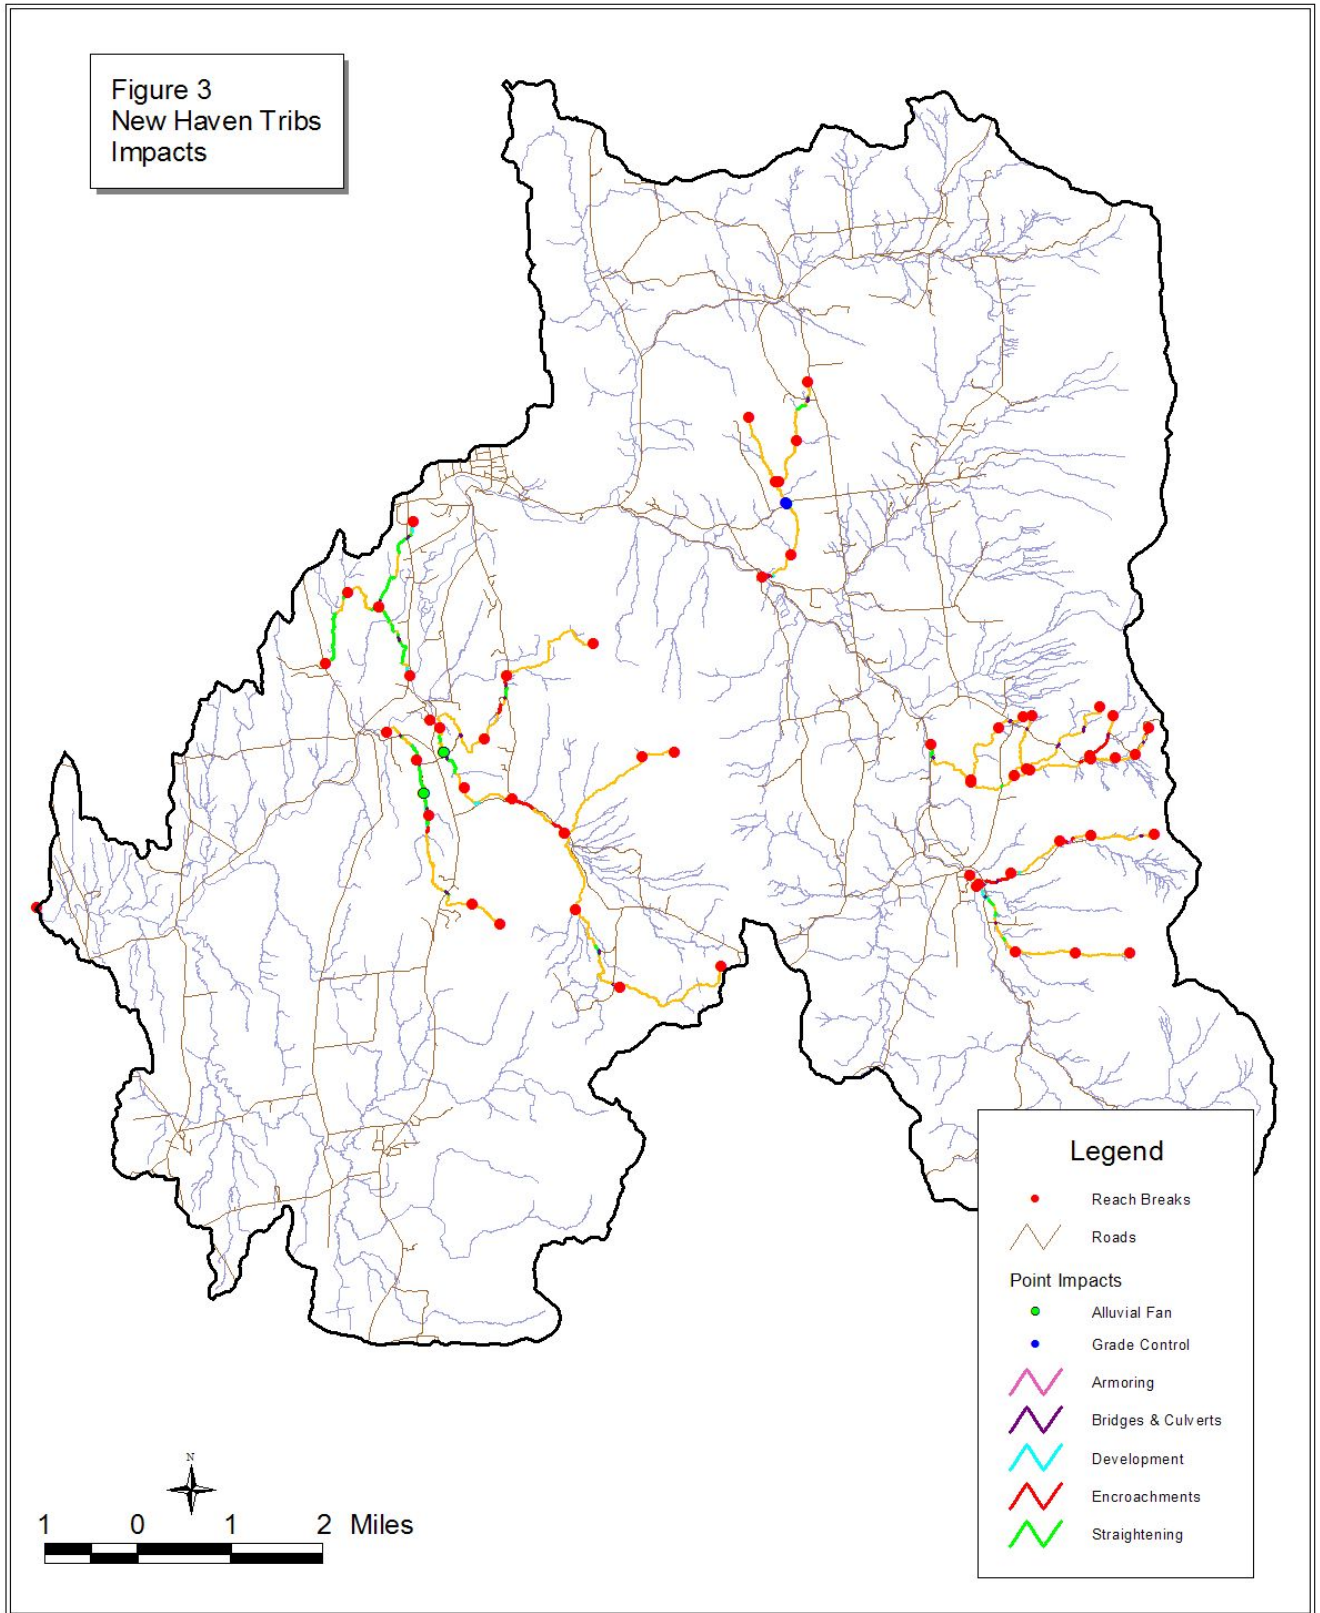 Figure 3
New Haven Tribs
Impacts
Legend
Reach Breaks
Roads
Point Impacts
Alluvial Fan
Grade Control
Armoring
Bridges & Culverts
Development
Encroachments
Straightening
N
1 0 1 2 Miles